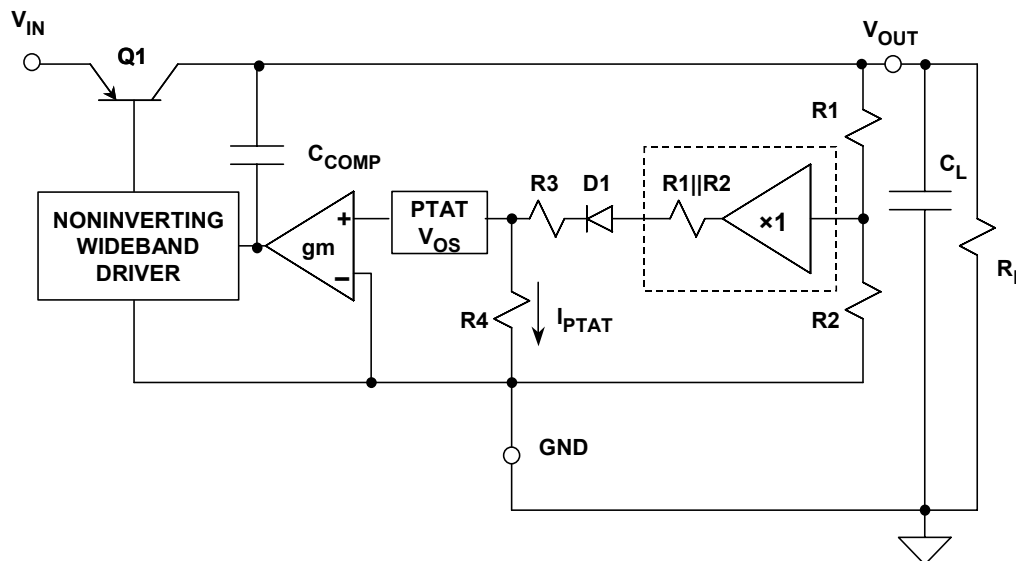 VIN
Q1
VOUT
R1
CCOMP
CL
R3
D1
R1||R2
NONINVERTING
WIDEBAND
DRIVER
gm
+
−
PTAT
VOS
×1
R4
IPTAT
R2
GND